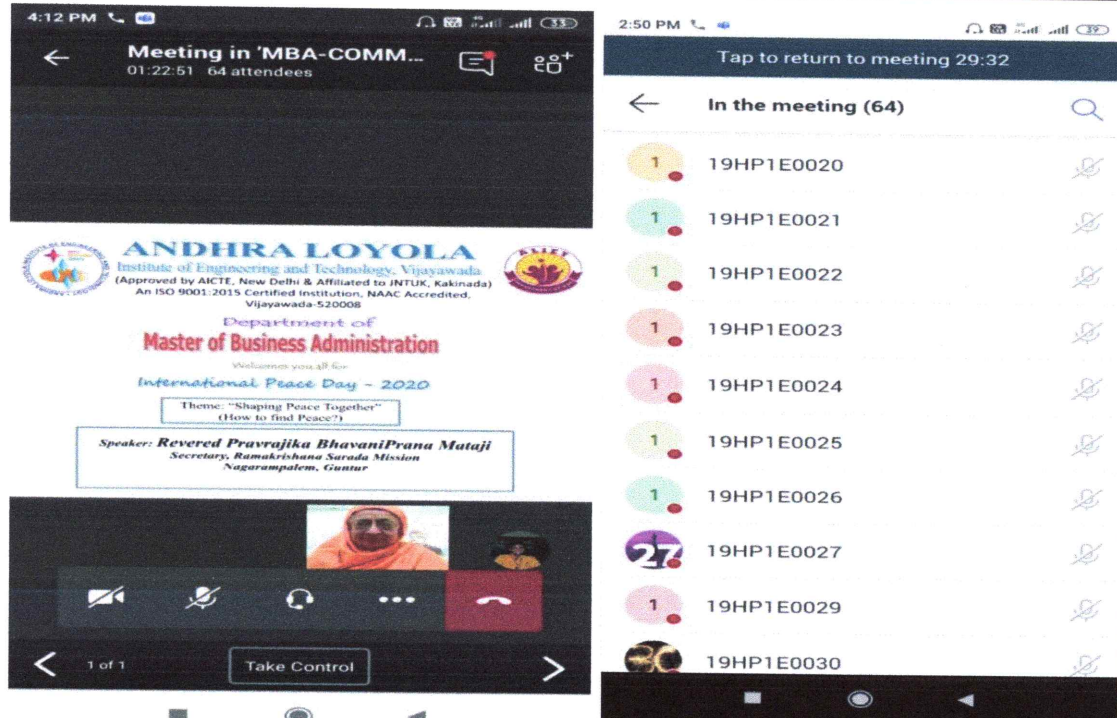 4:12 PM
33
Meeting in 'MBA-COMM...
01:22:51 64 attendees
ANDHRA LOYOLA
Institute of Engineering and Technology, Vijayawada
(Approved by AICTE, New Delhi & Affiliated to JNTUK, Kakinada)
An ISO 9001:2015 Certified Institution, NAAC Accredited,
Vijayawada-520008
ALIET
Department of
Master of Business Administration
Welcomes you all for
International Peace Day - 2020
Theme: "Shaping Peace Together"
(How to find Peace?)
Speaker: Revered Pravrajika BhavaniPrana Mataji
Secretary, Ramakrishana Sarada Mission
Nagarampalem, Guntur
1 of 1
Take Control
2:50 PM
39
Tap to return to meeting 29:32
In the meeting (64)
1 19HP1E0020
1 19HP1E0021
1 19HP1E0022
1 19HP1E0023
1 19HP1E0024
1 19HP1E0025
1 19HP1E0026
27 19HP1E0027
1 19HP1E0029
30 19HP1E0030